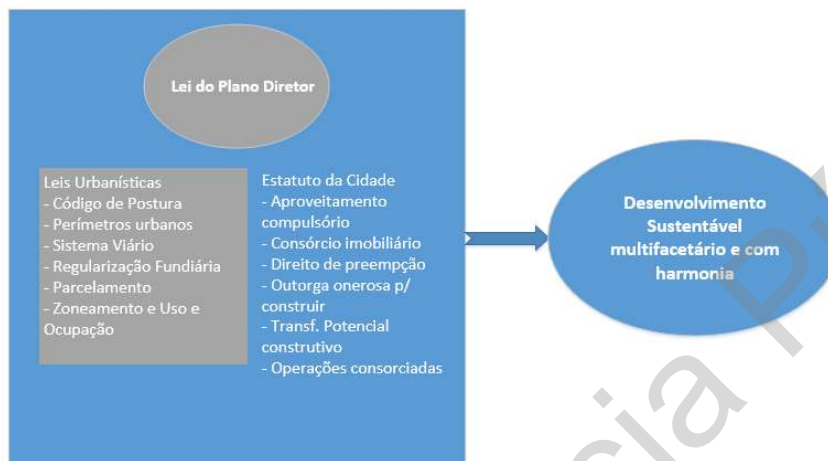 Lei do Plano Diretor
Leis Urbanísticas
- Código de Postura
- Perímetros urbanos
- Sistema Viário
- Regularização Fundiária
- Parcelamento
- Zoneamento e Uso e
Ocupação
Estatuto da Cidade
- Aproveitamento
compulsório
- Consórcio imobiliário
- Direito de preempção
- Outorga onerosa p/
construir
- Transf. Potencial
construtivo
- Operações consorciadas
Desenvolvimento
Sustentável
multifacetário e com
harmonia